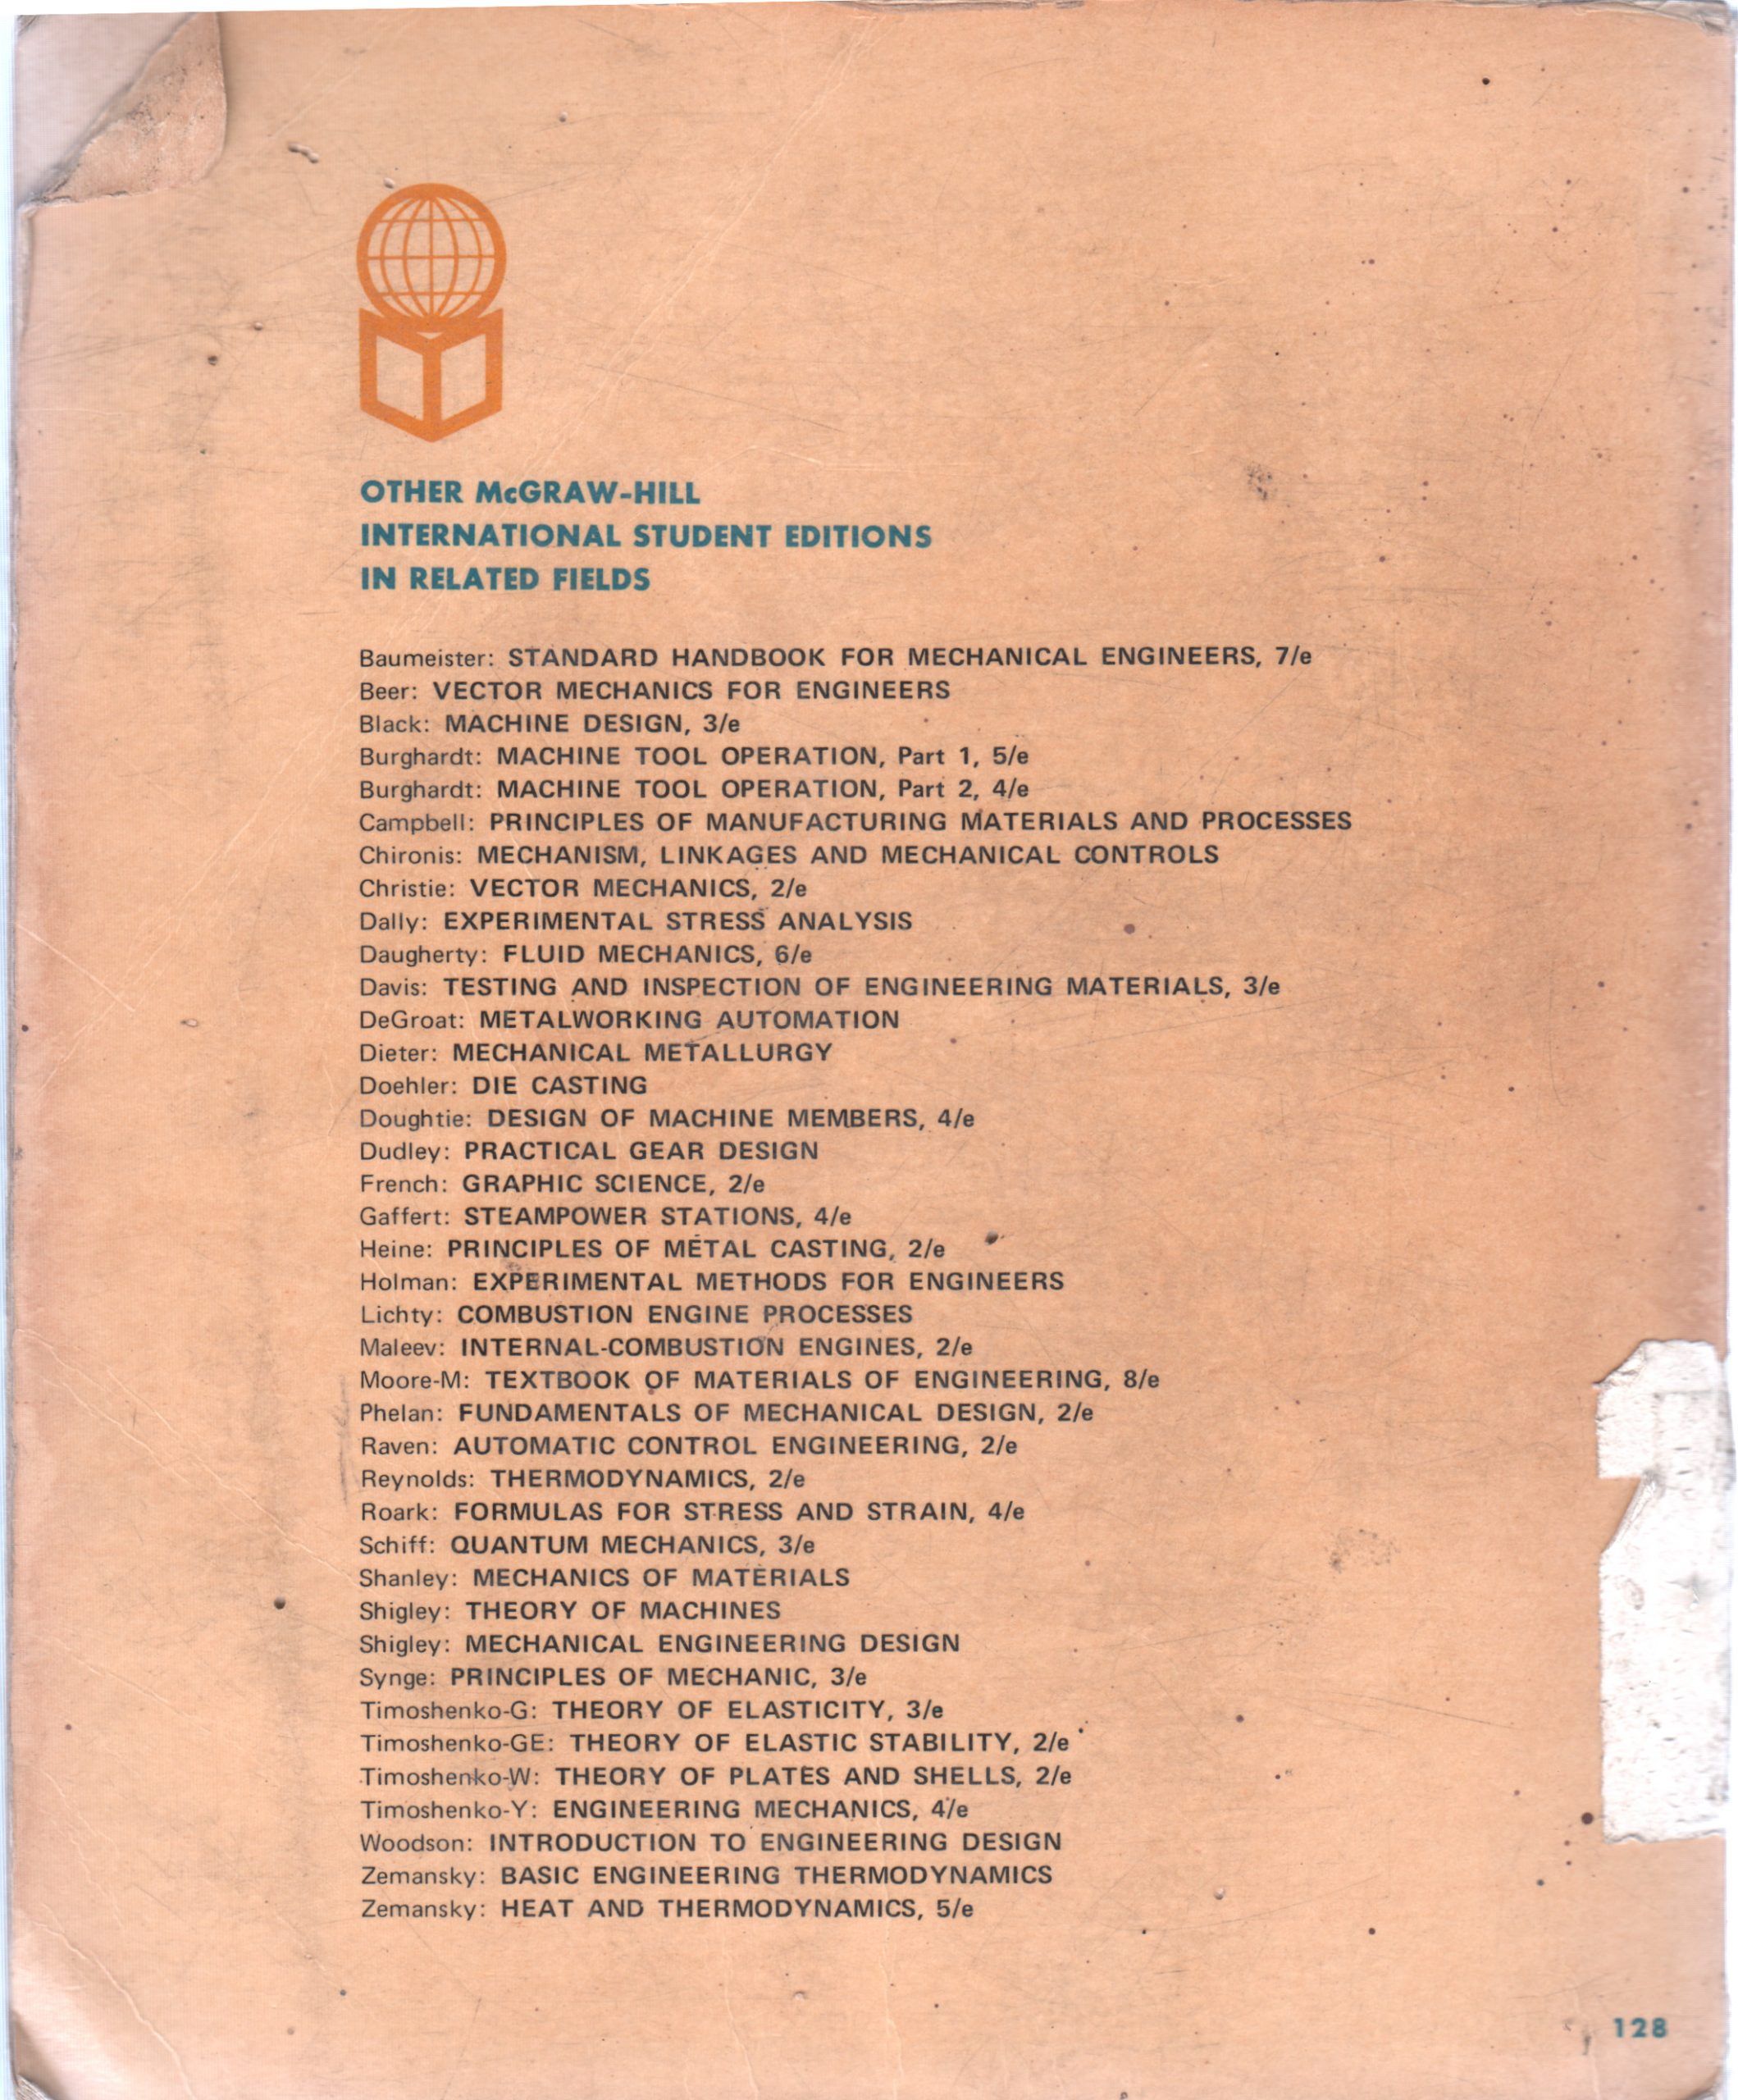 OTHER McGRAW-HILL
INTERNATIONAL STUDENT EDITIONS
IN RELATED FIELDS
Baumeister: STANDARD HANDBOOK FOR MECHANICAL ENGINEERS, 7/e
Beer: VECTOR MECHANICS FOR ENGINEERS
Black: MACHINE DESIGN, 3/e
Burghardt: MACHINE TOOL OPERATION, Part 1, 5/e
Burghardt: MACHINE TOOL OPERATION, Part 2, 4/e
Campbell: PRINCIPLES OF MANUFACTURING MATERIALS AND PROCESSES
Chironis: MECHANISM, LINKAGES AND MECHANICAL CONTROLS
Christie: VECTOR MECHANICS, 2/e
Dally: EXPERIMENTAL STRESS ANALYSIS
Daugherty: FLUID MECHANICS, 6/e
Davis: TESTING AND INSPECTION OF ENGINEERING MATERIALS, 3/e
DeGroat: METALWORKING AUTOMATION
Dieter: MECHANICAL METALLURGY
Doehler: DIE CASTING
Doughtie: DESIGN OF MACHINE MEMBERS, 4/e
Dudley: PRACTICAL GEAR DESIGN
French: GRAPHIC SCIENCE, 2/e
Gaffert: STEAMPOWER STATIONS, 4/e
Heine: PRINCIPLES OF METAL CASTING, 2/e
Holman: EXPERIMENTAL METHODS FOR ENGINEERS
Lichty: COMBUSTION ENGINE PROCESSES
Maleev: INTERNAL-COMBUSTION ENGINES, 2/e
Moore-M: TEXTBOOK OF MATERIALS OF ENGINEERING, 8/e
Phelan: FUNDAMENTALS OF MECHANICAL DESIGN, 2/e
Raven: AUTOMATIC CONTROL ENGINEERING, 2/e
Reynolds: THERMODYNAMICS, 2/e
Roark: FORMULAS FOR STRESS AND STRAIN, 4/e
Schiff: QUANTUM MECHANICS, 3/e
Shanley: MECHANICS OF MATERIALS
Shigley: THEORY OF MACHINES
Shigley: MECHANICAL ENGINEERING DESIGN
Synge: PRINCIPLES OF MECHANIC, 3/e
Timoshenko-G: THEORY OF ELASTICITY, 3/e
Timoshenko-GE: THEORY OF ELASTIC STABILITY, 2/e
Timoshenko-W: THEORY OF PLATES AND SHELLS, 2/e
Timoshenko-Y: ENGINEERING MECHANICS, 4/e
Woodson: INTRODUCTION TO ENGINEERING DESIGN
Zemansky: BASIC ENGINEERING THERMODYNAMICS
Zemansky: HEAT AND THERMODYNAMICS, 5/e
128